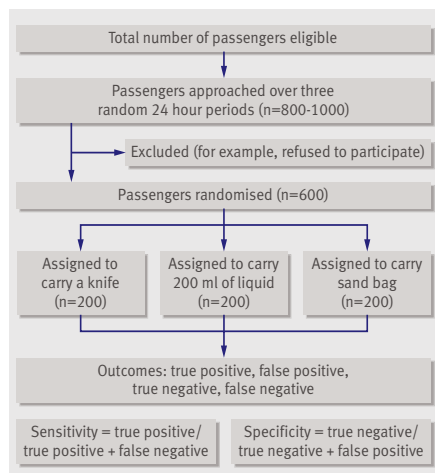 Total number of passengers eligible
Passengers approached over three
random 24 hour periods (n=800-1000)
Excluded (for example, refused to participate)
Passengers randomised (n=600)
Assigned to
carry a knife
(n=200)
Assigned to carry
200 ml of liquid
(n=200)
Assigned to carry
sand bag
(n=200)
Outcomes: true positive, false positive,
true negative, false negative
Sensitivity = true positive/
true positive + false negative
Specificity = true negative/
true negative + false positive